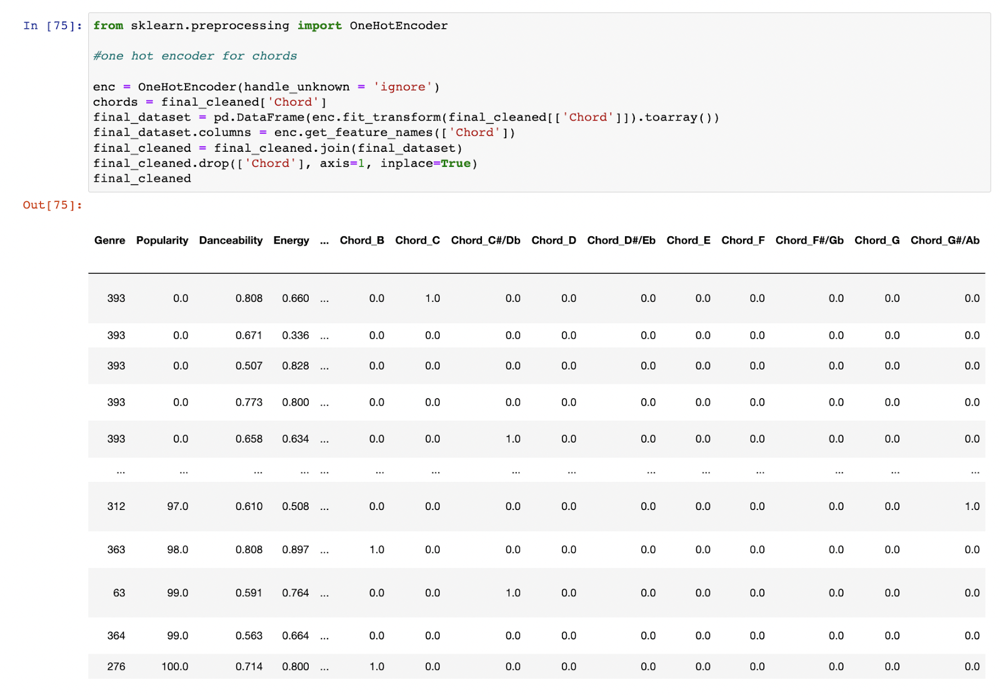 In [75]: from sklearn.preprocessing import OneHotEncoder
#one hot encoder for chords
enc = OneHotEncoder(handle_unknown = 'ignore')
chords = final_cleaned['Chord']
final_dataset = pd.DataFrame(enc.fit_transform(final_cleaned[['Chord']]).toarray())
final_dataset.columns = enc.get_feature_names(['Chord'])
final_cleaned = final_cleaned.join(final_dataset)
final_cleaned.drop(['Chord'], axis=1, inplace=True)
final_cleaned
Out[75]:
Genre Popularity Danceability Energy ... Chord_B Chord_C Chord_C#/Db Chord_D Chord_D#/Eb Chord_E Chord_F Chord_F#/Gb Chord_G Chord_G#/Ab
393 0.0 0.808 0.660 ... 0.0 1.0 0.0 0.0 0.0 0.0 0.0 0.0 0.0 0.0
393 0.0 0.671 0.336 ... 0.0 0.0 0.0 0.0 0.0 0.0 0.0 0.0 0.0 0.0
393 0.0 0.507 0.828 ... 0.0 0.0 0.0 0.0 0.0 0.0 0.0 0.0 0.0 0.0
393 0.0 0.773 0.800 ... 0.0 0.0 0.0 0.0 0.0 0.0 0.0 0.0 0.0 0.0
393 0.0 0.658 0.634 ... 0.0 0.0 1.0 0.0 0.0 0.0 0.0 0.0 0.0 0.0
... ... ... ... ... ... ... ... ... ... ... ... ... ... ...
312 97.0 0.610 0.508 ... 0.0 0.0 0.0 0.0 0.0 0.0 0.0 0.0 0.0 1.0
363 98.0 0.808 0.897 ... 1.0 0.0 0.0 0.0 0.0 0.0 0.0 0.0 0.0 0.0
63 99.0 0.591 0.764 ... 0.0 0.0 1.0 0.0 0.0 0.0 0.0 0.0 0.0 0.0
364 99.0 0.563 0.664 ... 0.0 0.0 0.0 0.0 0.0 0.0 0.0 0.0 0.0 0.0
276 100.0 0.714 0.800 ... 1.0 0.0 0.0 0.0 0.0 0.0 0.0 0.0 0.0 0.0